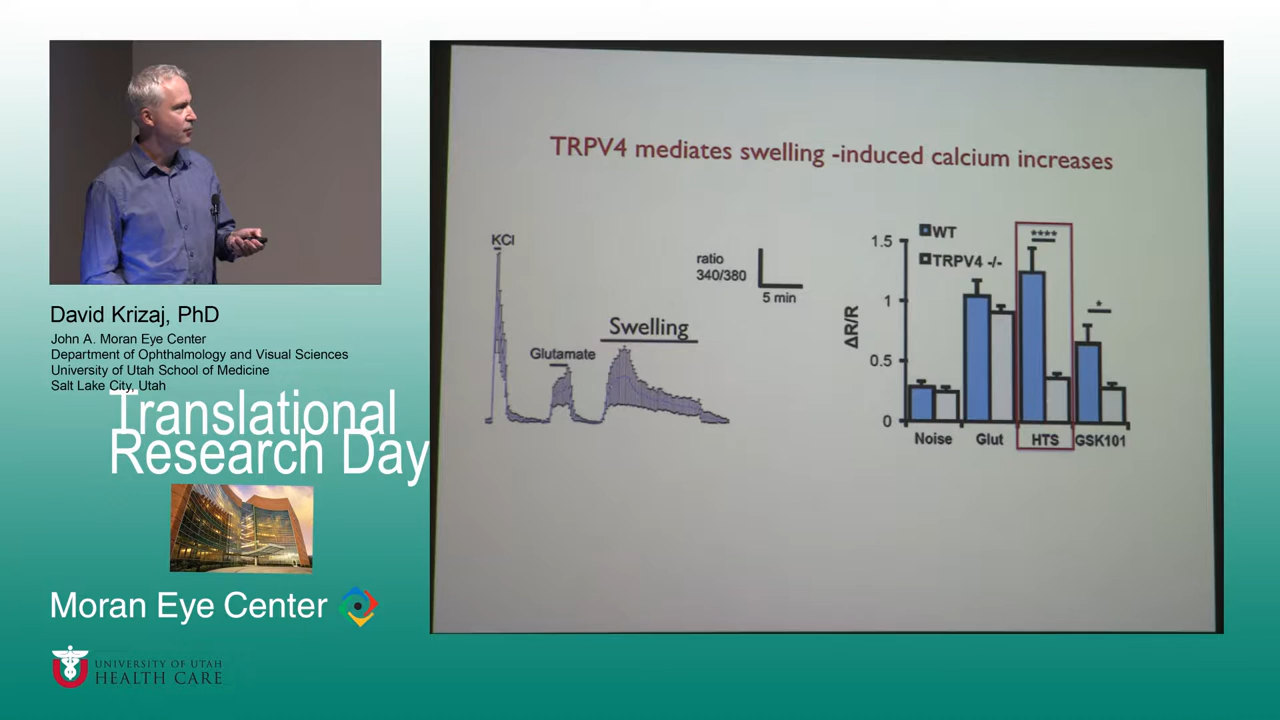 David Krizaj, PhD
John A. Moran Eye Center
Department of Ophthalmology and Visual Sciences
University of Utah School of Medicine
Salt Lake City, Utah
Translational
Research Day
Moran Eye Center
UNIVERSITY OF UTAH
HEALTH CARE
TRPV4 mediates swelling -induced calcium increases
KCl
Glutamate
Swelling
ratio
340/380
5 min
ΔR/R
1.5
1
0.5
0
WT
TRPV4 -/-
****
*
Noise
Glut
HTS
GSK101